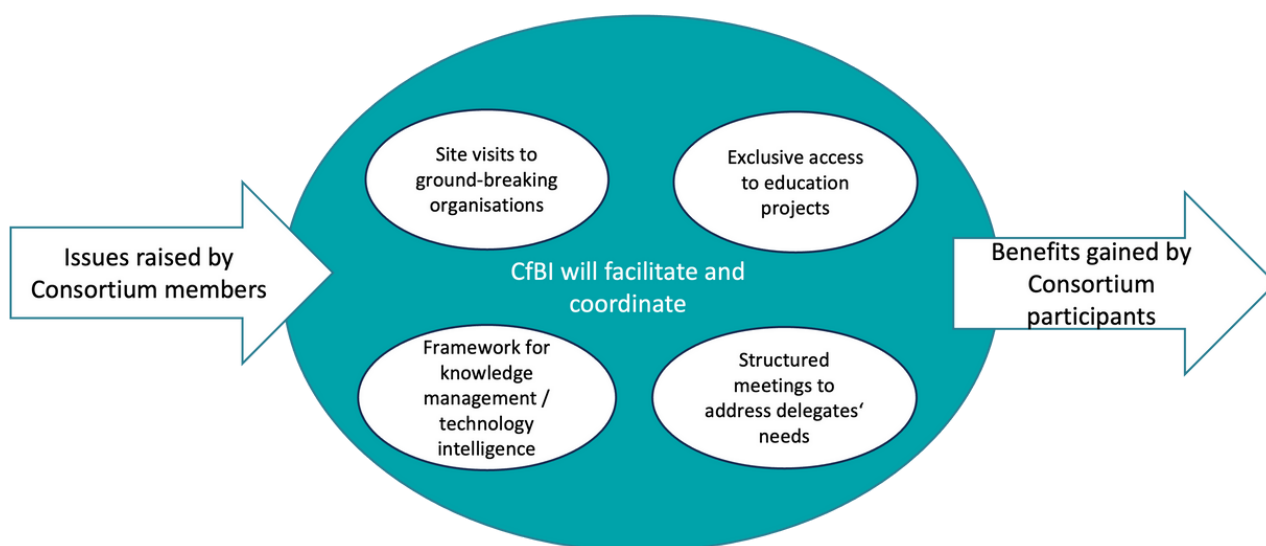 Issues raised by
Consortium members
Site visits to
ground-breaking
organisations
Exclusive access
to education
projects
CfBI will facilitate and
coordinate
Framework for
knowledge
management /
technology
intelligence
Structured
meetings to
address delegates‘
needs
Benefits gained by
Consortium
participants